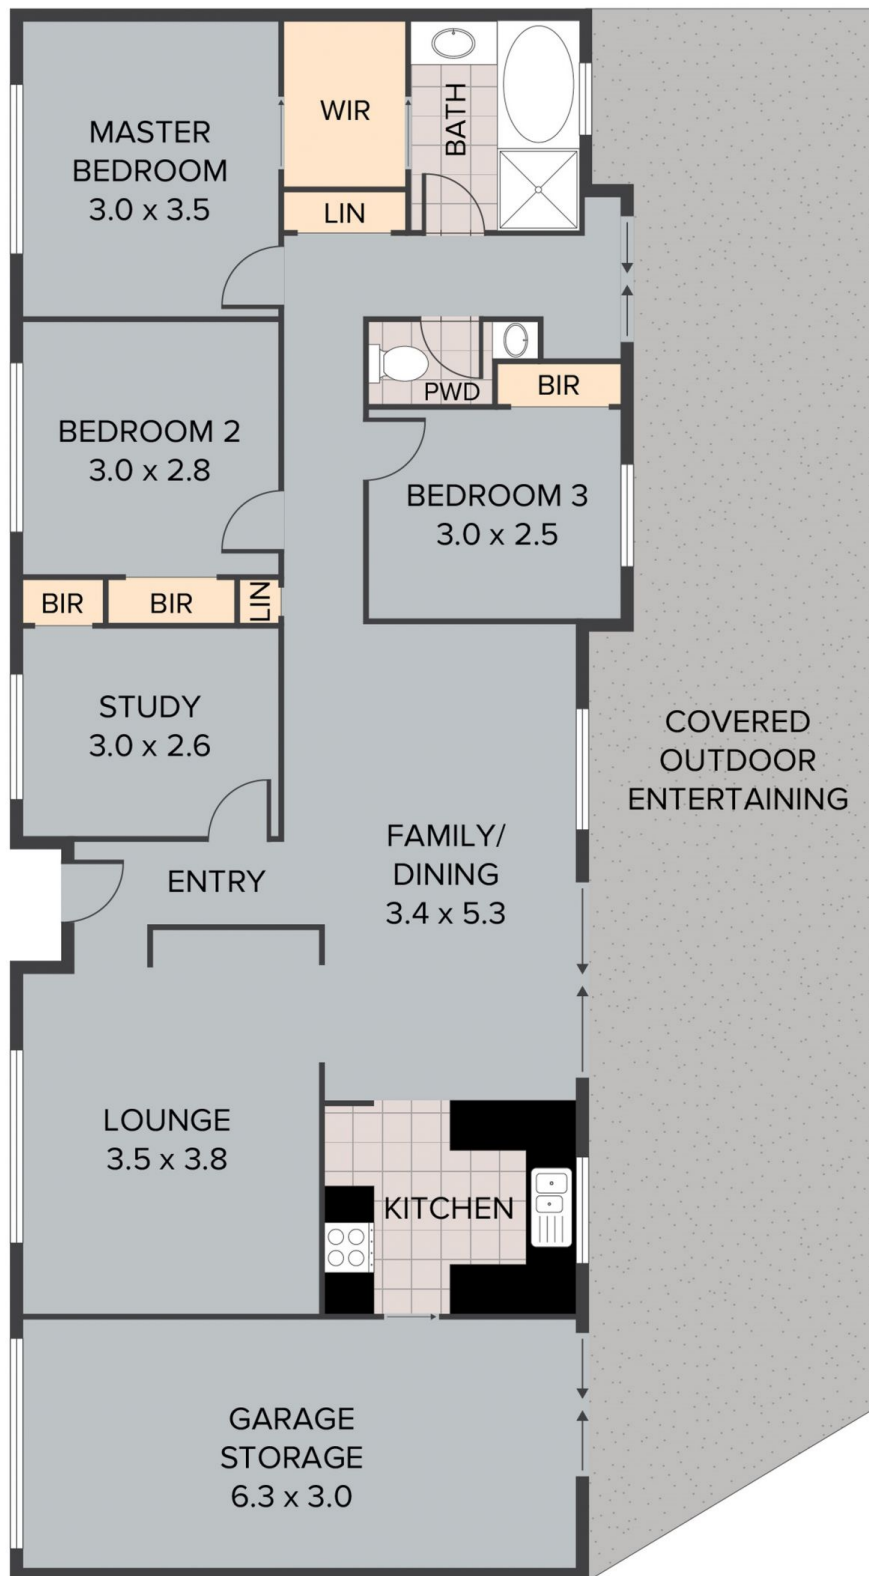 MASTER
BEDROOM
3.0 x 3.5
WIR
LIN
BATH
PWD
BIR
BEDROOM 2
3.0 x 2.8
BEDROOM 3
3.0 x 2.5
BIR
BIR
LIN
STUDY
3.0 x 2.6
COVERED
OUTDOOR
ENTERTAINING
FAMILY/
DINING
3.4 x 5.3
ENTRY
LOUNGE
3.5 x 3.8
KITCHEN
GARAGE
STORAGE
6.3 x 3.0